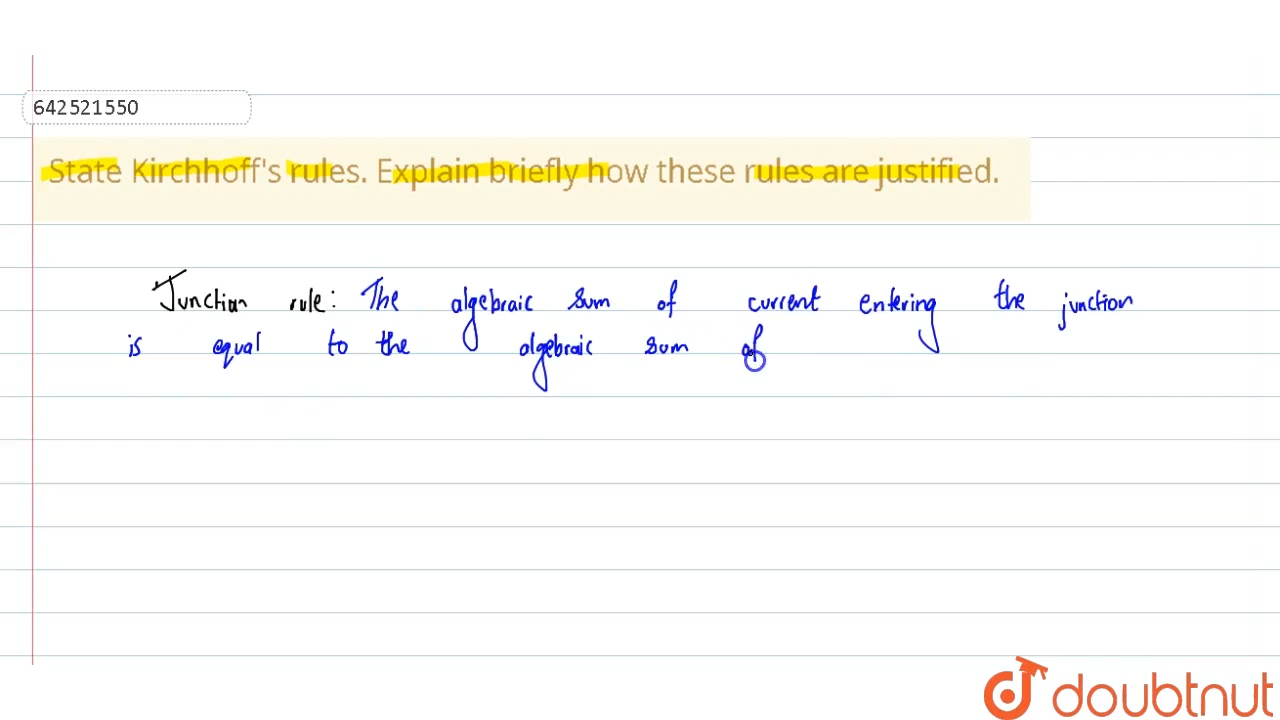 642521550
State Kirchhoff's rules. Explain briefly how these rules are justified.
Junction rule: The algebraic sum of current entering the junction
is equal to the algebraic sum of
doubtnut